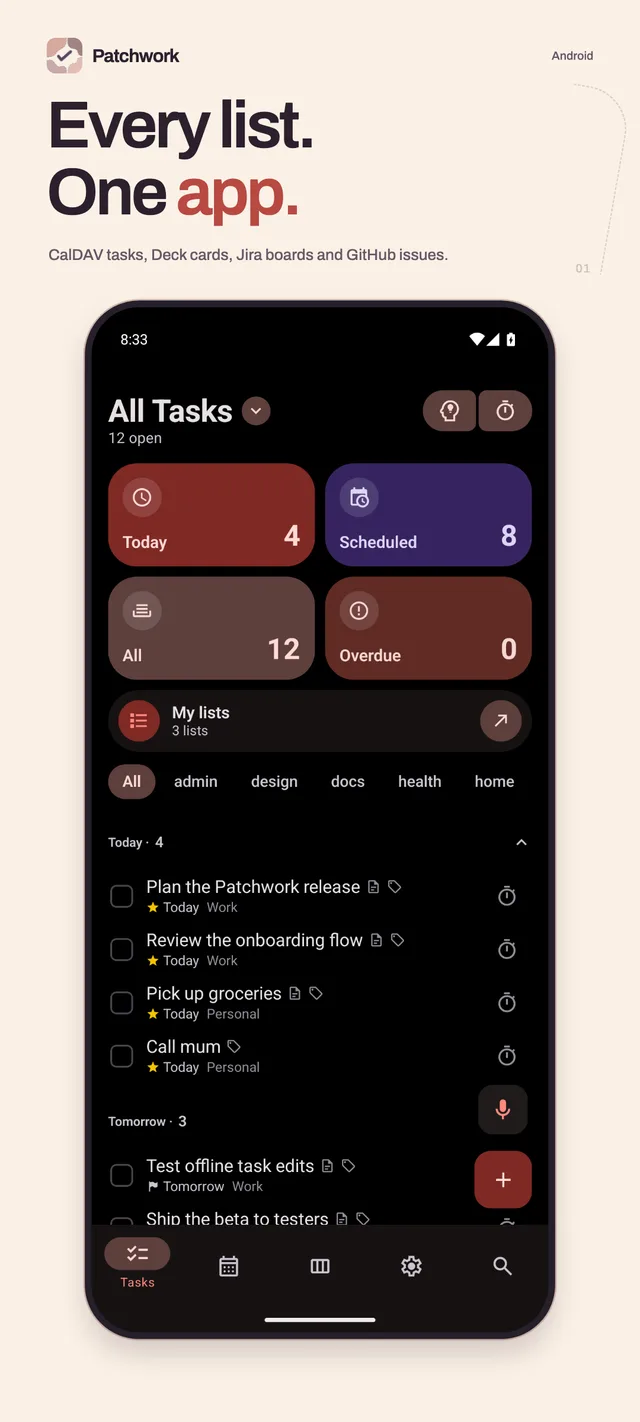 Patchwork
Android
Every list.
One app.
CalDAV tasks, Deck cards, Jira boards and GitHub issues.
01
8:33
All Tasks
12 open
Today 4
Scheduled 8
All 12
Overdue 0
My lists
3 lists
All admin design docs health home
Today · 4
Plan the Patchwork release
Today Work
Review the onboarding flow
Today Work
Pick up groceries
Today Personal
Call mum
Today Personal
Tomorrow · 3
Test offline task edits
Tomorrow Work
Ship the beta to testers
Tasks